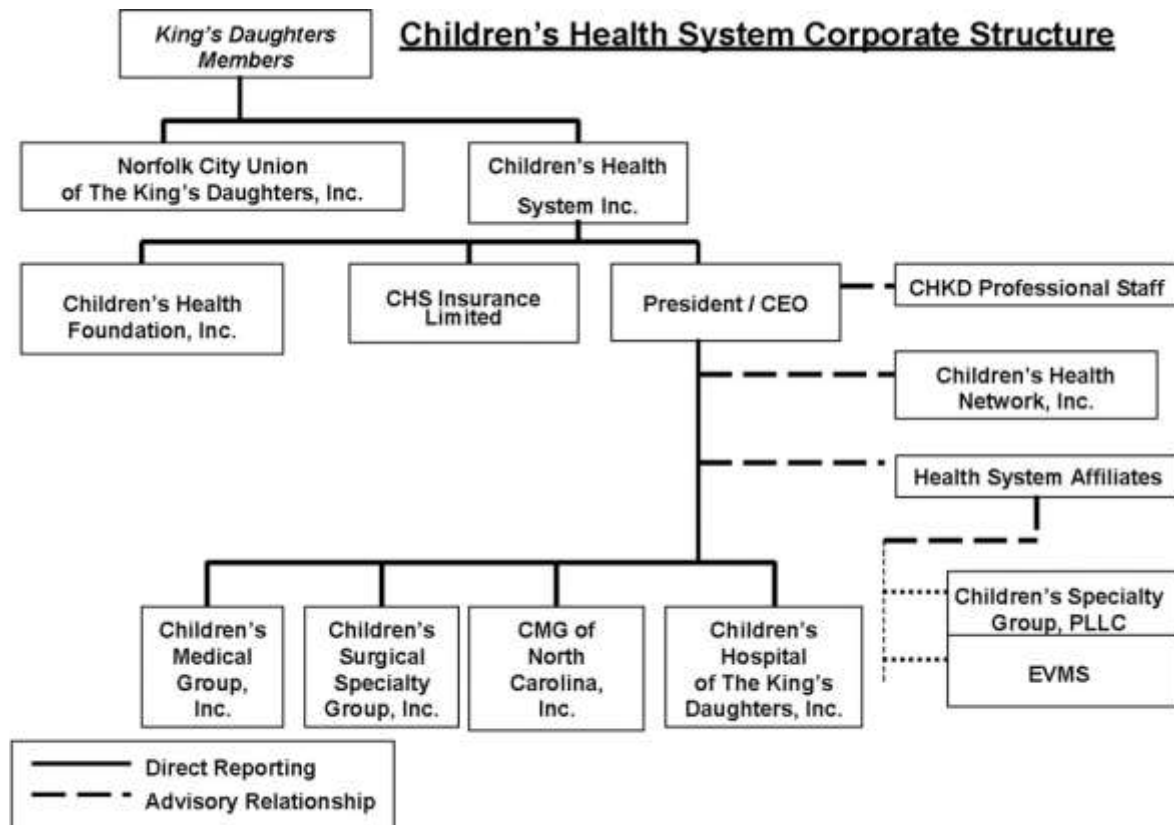 King's Daughters
Members
Children's Health System Corporate Structure
Norfolk City Union
of The King's Daughters, Inc.
Children's Health
System Inc.
Children's Health
Foundation, Inc.
CHS Insurance
Limited
President / CEO
CHKD Professional Staff
Children's Health
Network, Inc.
Health System Affiliates
Children's Specialty
Group, PLLC
EVMS
Children's
Medical
Group,
Inc.
Children's
Surgical
Specialty
Group, Inc.
CMG of
North
Carolina,
Inc.
Children's
Hospital
of The King's
Daughters, Inc.
Direct Reporting
Advisory Relationship